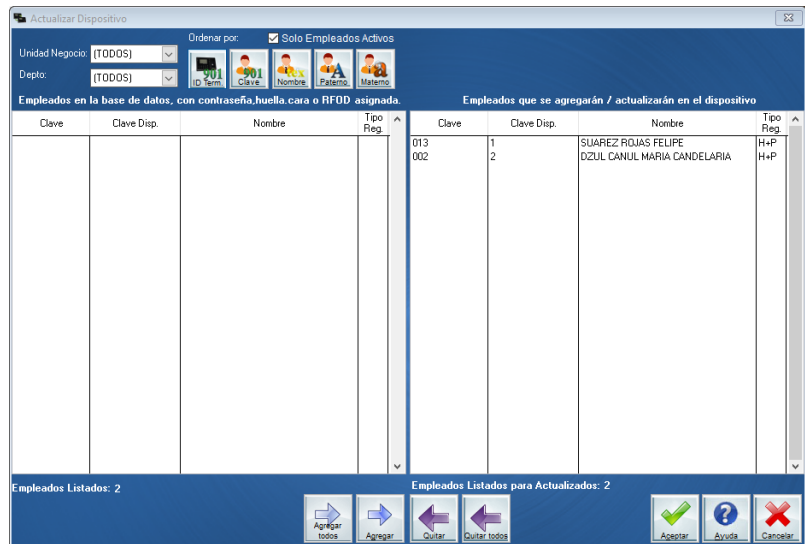 Actualizar Dispositivo
Ordenar por:
Solo Empleados Activos
Unidad Negocio: (TODOS)
Depto: (TODOS)
901
ID Term.
901
Clave
Nombre
A
Paterno
a
Materno
Empleados en la base de datos, con contraseña,huella.cara o RFOD asignada.
Empleados que se agregarán / actualizarán en el dispositivo
Clave Clave Disp. Nombre Tipo Reg.
Clave Clave Disp. Nombre Tipo Reg.
013 1 SUAREZ ROJAS FELIPE H+P
002 2 DZUL CANUL MARIA CANDELARIA H+P
Empleados Listados: 2
Empleados Listados para Actualizados: 2
Agregar todos
Agregar
Quitar
Quitar todos
Aceptar
?
Ayuda
Cancelar